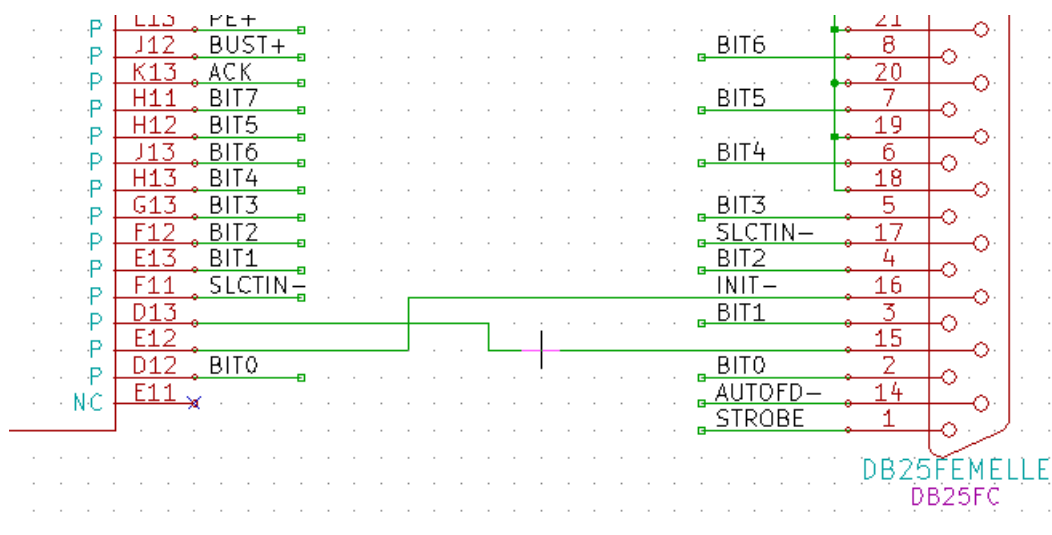 P L13 PE+
P J12 BUST+
P K13 ACK
P H11 BIT7
P H12 BIT5
P J13 BIT6
P H13 BIT4
P G13 BIT3
P F12 BIT2
P E13 BIT1
P F11 SLCTIN-
P D13
P E12
P D12 BIT0
NC E11
21
BIT6 8
20
BIT5 7
19
BIT4 6
18
BIT3 5
SLCTIN- 17
BIT2 4
INIT- 16
BIT1 3
15
BIT0 2
AUTOFD- 14
STROBE 1
DB25FEMELLE
DB25FC